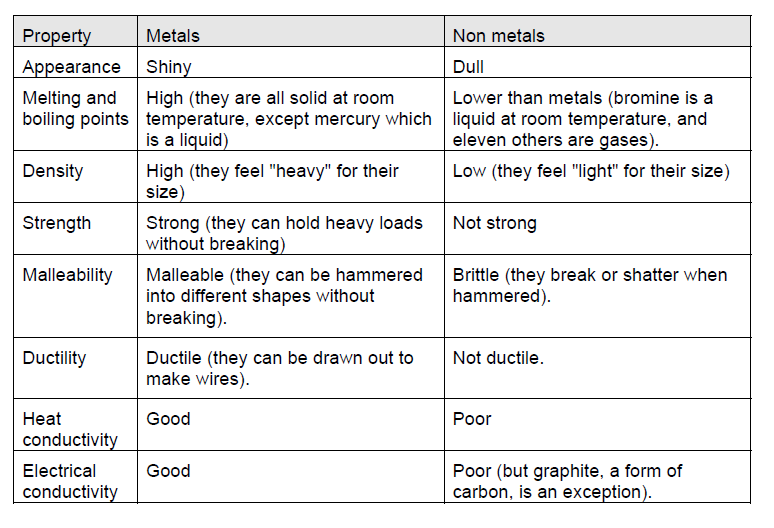 Property Metals Non metals
Appearance Shiny Dull
Melting and
boiling points
High (they are all solid at room
temperature, except mercury which
is a liquid)
Lower than metals (bromine is a
liquid at room temperature, and
eleven others are gases).
Density
High (they feel "heavy" for their
size)
Low (they feel "light" for their size)
Strength
Strong (they can hold heavy loads
without breaking)
Not strong
Malleability
Malleable (they can be hammered
into different shapes without
breaking).
Brittle (they break or shatter when
hammered).
Ductility
Ductile (they can be drawn out to
make wires).
Not ductile.
Heat
conductivity
Good
Poor
Electrical
conductivity
Good
Poor (but graphite, a form of
carbon, is an exception).